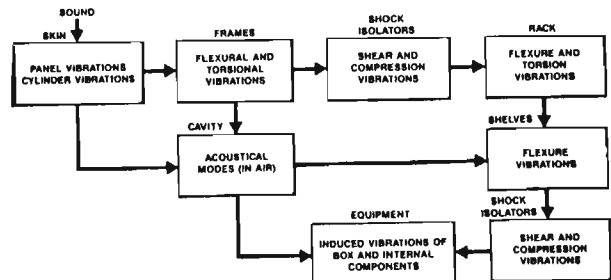 SOUND
SKIN
PANEL VIBRATIONS
CYLINDER VIBRATIONS
FRAMES
FLEXURAL AND
TORSIONAL
VIBRATIONS
SHOCK
ISOLATORS
SHEAR AND
COMPRESSION
VIBRATIONS
RACK
FLEXURE AND
TORSION
VIBRATIONS
CAVITY
ACOUSTICAL
MODES (IN AIR)
SHELVES
FLEXURE
VIBRATIONS
EQUIPMENT
INDUCED VIBRATIONS OF
BOX AND INTERNAL
COMPONENTS
SHOCK
ISOLATORS
SHEAR AND
COMPRESSION
VIBRATIONS